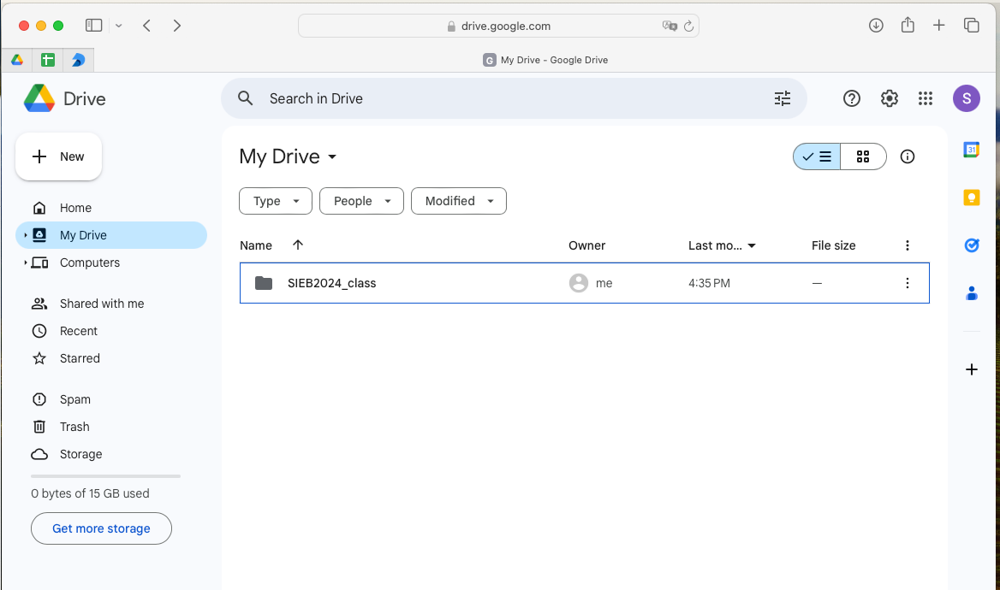 drive.google.com
G My Drive – Google Drive
Drive
Search in Drive
S
New
My Drive
31
Type People Modified
Home
My Drive
Computers
Shared with me
Recent
Starred
Spam
Trash
Storage
0 bytes of 15 GB used
Get more storage
Name Owner Last mo... File size
SIEB2024_class me 4:35 PM —